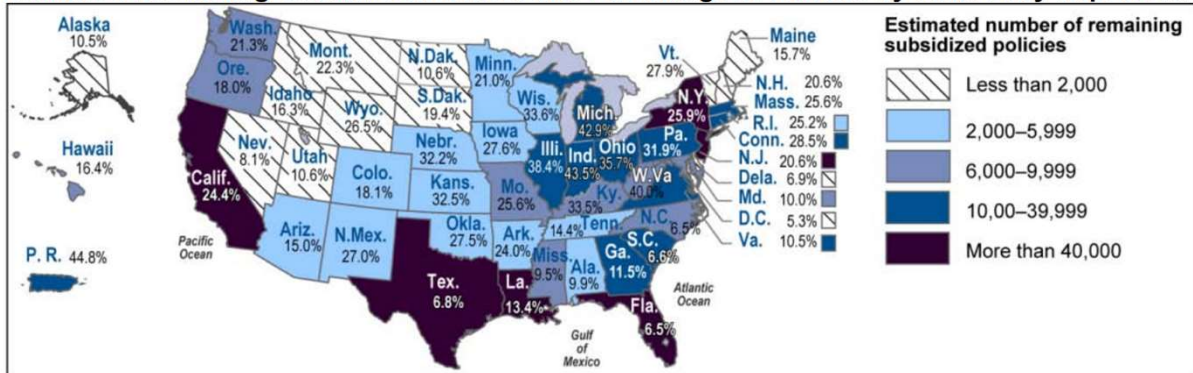 Alaska
10.5%
Hawaii
16.4%
P. R. 44.8%
Wash.
21.3%
Ore.
18.0%
Calif.
24.4%
Pacific
Ocean
Mont.
22.3%
Idaho
16.3%
Nev.
8.1%
Utah
10.6%
Wyo.
26.5%
Colo.
18.1%
Ariz.
15.0%
N.Mex.
27.0%
N.Dak.
10.6%
S.Dak.
19.4%
Nebr.
32.2%
Kans.
32.5%
Okla.
27.5%
Tex.
6.8%
Minn.
21.0%
Iowa
27.6%
Mo.
25.6%
Ark.
24.0%
La.
13.4%
Wis.
33.6%
Illi.
38.4%
Mich.
42.9%
Ind.
43.5%
Ohio
35.7%
Ky.
33.5%
Tenn.
14.4%
Miss.
9.5%
Ala.
9.9%
Ga.
11.5%
Fla.
6.5%
S.C.
6.6%
N.C.
6.5%
W.Va
40.0%
Pa.
31.9%
N.Y.
25.9%
Vt.
27.9%
Maine
15.7%
N.H. 20.6%
Mass. 25.6%
R.I. 25.2%
Conn. 28.5%
N.J. 20.6%
Dela. 6.9%
Md. 10.0%
D.C. 5.3%
Va. 10.5%
Atlantic
Ocean
Gulf
of
Mexico
Estimated number of remaining
subsidized policies
Less than 2,000
2,000–5,999
6,000–9,999
10,00–39,999
More than 40,000